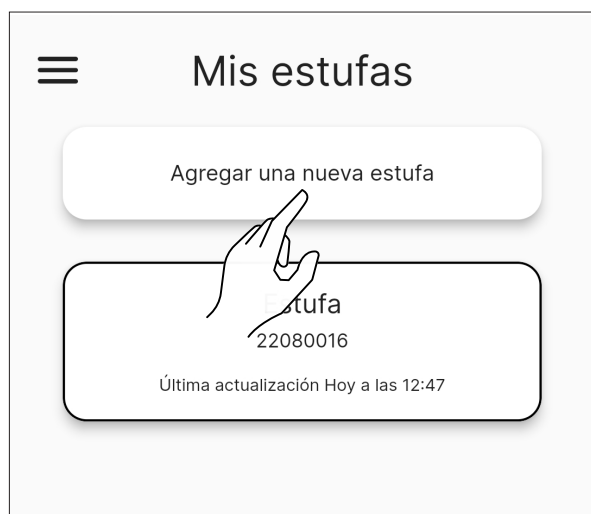 Mis estufas
Agregar una nueva estufa
Estufa
22080016
Última actualización Hoy a las 12:47